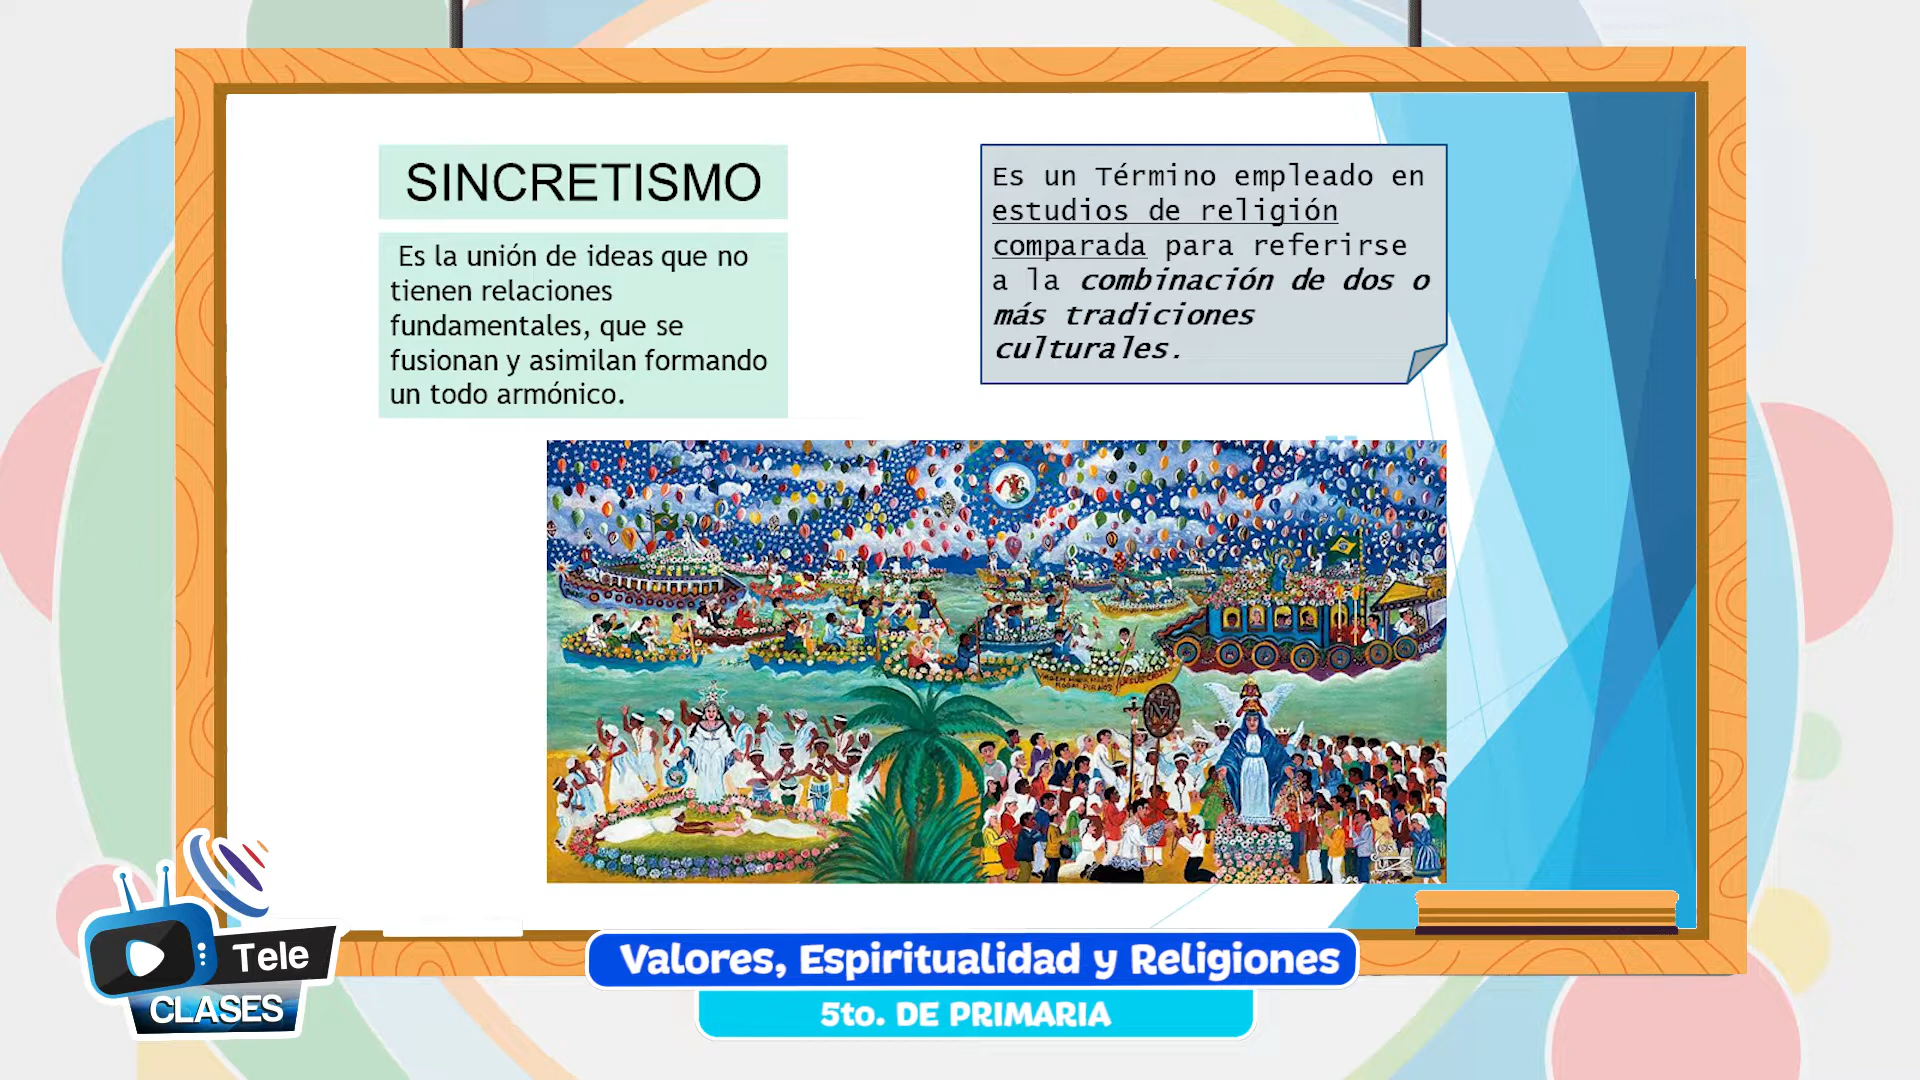 SINCRETISMO
Es la unión de ideas que no
tienen relaciones
fundamentales, que se
fusionan y asimilan formando
un todo armónico.
Es un Término empleado en
estudios de religión
comparada para referirse
a la combinación de dos o
más tradiciones
culturales.
Tele
CLASES
Valores, Espiritualidad y Religiones
5to. DE PRIMARIA